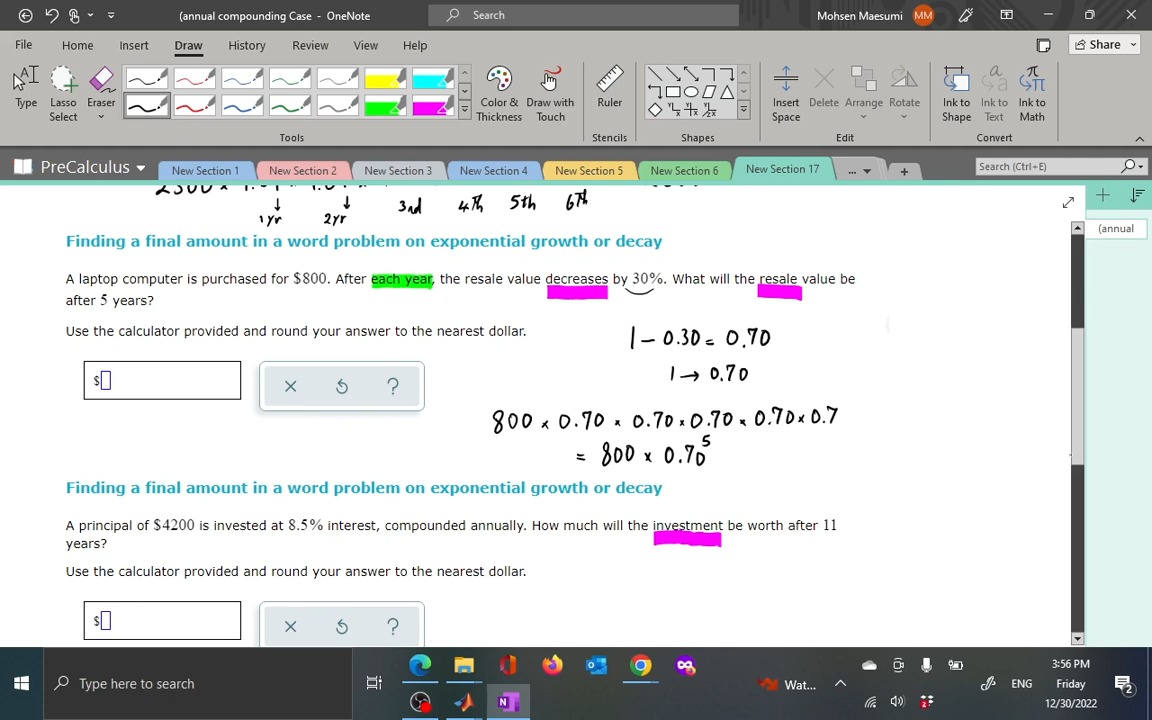 (annual compounding Case - OneNote
Search
Mohsen Maesumi MM
File Home Insert Draw History Review View Help
Share
Type
Lasso Select
Eraser
Color & Thickness
Draw with Touch
Ruler
Insert Space
Delete
Arrange
Rotate
Ink to Shape
Ink to Text
Ink to Math
Tools
Stencils
Shapes
Edit
Convert
PreCalculus
New Section 1
New Section 2
New Section 3
New Section 4
New Section 5
New Section 6
New Section 17
...
Search (Ctrl+E)
(annual
1yr 2yr 3rd 4th 5th 6th
Finding a final amount in a word problem on exponential growth or decay
A laptop computer is purchased for $800. After each year, the resale value decreases by 30%. What will the resale value be
after 5 years?
Use the calculator provided and round your answer to the nearest dollar.
1 − 0.30 = 0.70
1 → 0.70
$
× ?
800 × 0.70 × 0.70 × 0.70 × 0.70 × 0.7
= 800 × 0.70⁵
Finding a final amount in a word problem on exponential growth or decay
A principal of $4200 is invested at 8.5% interest, compounded annually. How much will the investment be worth after 11
years?
Use the calculator provided and round your answer to the nearest dollar.
$
× ?
Type here to search
Wat...
ENG
3:56 PM
Friday
12/30/2022
2